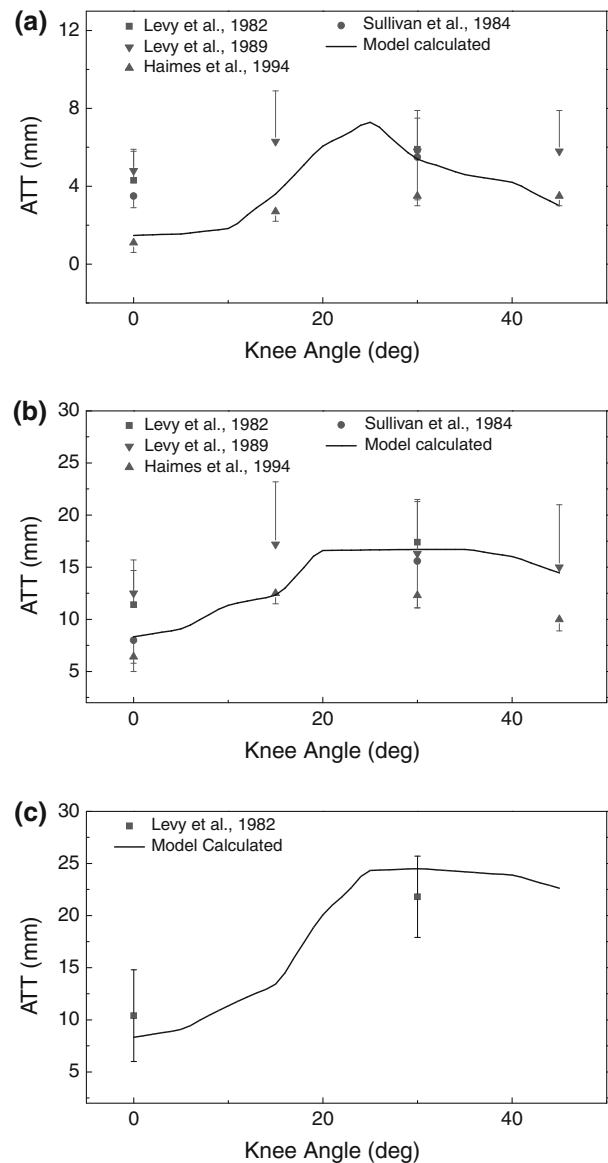 (a)
Levy et al., 1982
Levy et al., 1989
Haimes et al., 1994
Sullivan et al., 1984
Model calculated
12
8
4
0
ATT (mm)
0 20 40
Knee Angle (deg)
(b)
Levy et al., 1982
Levy et al., 1989
Haimes et al., 1994
Sullivan et al., 1984
Model calculated
30
25
20
15
10
5
ATT (mm)
0 20 40
Knee Angle (deg)
(c)
Levy et al., 1982
Model Calculated
30
25
20
15
10
5
ATT (mm)
0 20 40
Knee Angle (deg)